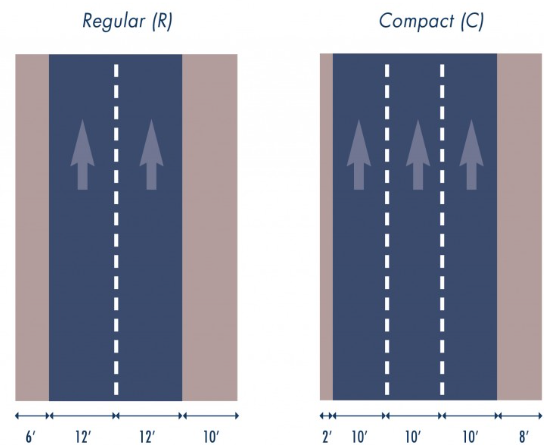 Regular (R)
Compact (C)
6' 12' 12' 10'
2' 10' 10' 10' 8'